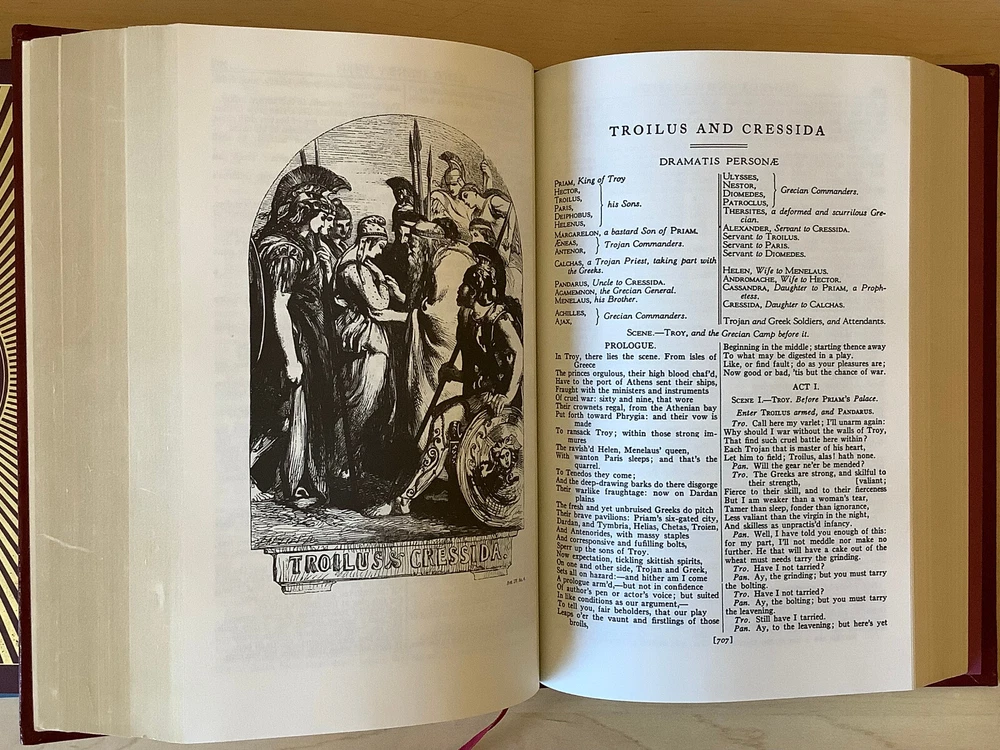 TROILUS & CRESSIDA.
TROILUS AND CRESSIDA
DRAMATIS PERSONÆ
PRIAM, King of Troy
HECTOR,
TROILUS,
PARIS,
DEIPHOBUS,
HELENUS,
his Sons.
MARGARELON, a bastard Son of PRIAM.
ÆNEAS,
ANTENOR,
Trojan Commanders.
CALCHAS, a Trojan Priest, taking part with
the Greeks.
PANDARUS, Uncle to CRESSIDA.
AGAMEMNON, the Grecian General.
MENELAUS, his Brother.
ACHILLES,
AJAX,
Grecian Commanders.
ULYSSES,
NESTOR,
DIOMEDES,
PATROCLUS,
Grecian Commanders.
THERSITES, a deformed and scurrilous Gre-
cian.
ALEXANDER, Servant to CRESSIDA.
Servant to TROILUS.
Servant to PARIS.
Servant to DIOMEDES.
HELEN, Wife to MENELAUS.
ANDROMACHE, Wife to HECTOR.
CASSANDRA, Daughter to PRIAM, a Proph-
etess.
CRESSIDA, Daughter to CALCHAS.
Trojan and Greek Soldiers, and Attendants.
SCENE.—TROY, and the Grecian Camp before it.
PROLOGUE.
In Troy, there lies the scene. From isles of
Greece
The princes orgulous, their high blood chaf'd,
Have to the port of Athens sent their ships,
Fraught with the ministers and instruments
Of cruel war: sixty and nine, that wore
Their crownets regal, from the Athenian bay
Put forth toward Phrygia: and their vow is
made
To ransack Troy; within those strong im-
mures
The ravish'd Helen, Menelaus' queen,
With wanton Paris sleeps; and that's the
quarrel.
To Tenedos they come;
And the deep-drawing barks do there disgorge
Their warlike fraughtage: now on Dardan
plains
The fresh and yet unbruised Greeks do pitch
Their brave pavilions: Priam's six-gated city,
Dardan, and Tymbria, Helias, Chetas, Troien,
And Antenorides, with massy staples
And corresponsive and fufilling bolts,
Sperr up the sons of Troy.
Now expectation, tickling skittish spirits,
On one and other side, Trojan and Greek,
Sets all on hazard:—and hither am I come
A prologue arm'd,—but not in confidence
Of author's pen or actor's voice; but suited
In like conditions as our argument,—
To tell you, fair beholders, that our play
Leaps o'er the vaunt and firstlings of those
broils,
Beginning in the middle; starting thence away
To what may be digested in a play.
Like, or find fault; do as your pleasures are;
Now good or bad, 'tis but the chance of war.
ACT I.
SCENE I.—TROY. Before PRIAM'S Palace.
Enter TROILUS armed, and PANDARUS.
Tro. Call here my varlet; I'll unarm again:
Why should I war without the walls of Troy,
That find such cruel battle here within?
Each Trojan that is master of his heart,
Let him to field; Troilus, alas! hath none.
Pan. Will the gear ne'er be mended?
Tro. The Greeks are strong, and skilful to
their strength, [valiant;
Fierce to their skill, and to their fierceness
But I am weaker than a woman's tear,
Tamer than sleep, fonder than ignorance,
Less valiant than the virgin in the night,
And skilless as unpractis'd infancy.
Pan. Well, I have told you enough of this:
for my part, I'll not meddle nor make no
further. He that will have a cake out of the
wheat must needs tarry the grinding.
Tro. Have I not tarried?
Pan. Ay, the grinding; but you must tarry
the bolting.
Tro. Have I not tarried?
Pan. Ay, the bolting; but you must tarry
the leavening.
Tro. Still have I tarried.
Pan. Ay, to the leavening; but here's yet
[707]